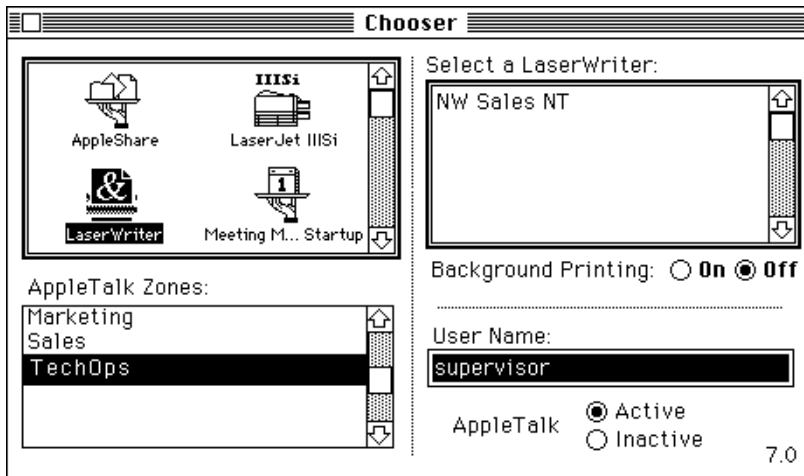 Chooser
IIISi
AppleShare
LaserJet IIISi
&
LaserWriter
1
Meeting M... Startup
AppleTalk Zones:
Marketing
Sales
TechOps
Select a LaserWriter:
NW Sales NT
Background Printing: On Off
User Name:
supervisor
AppleTalk
Active
Inactive
7.0